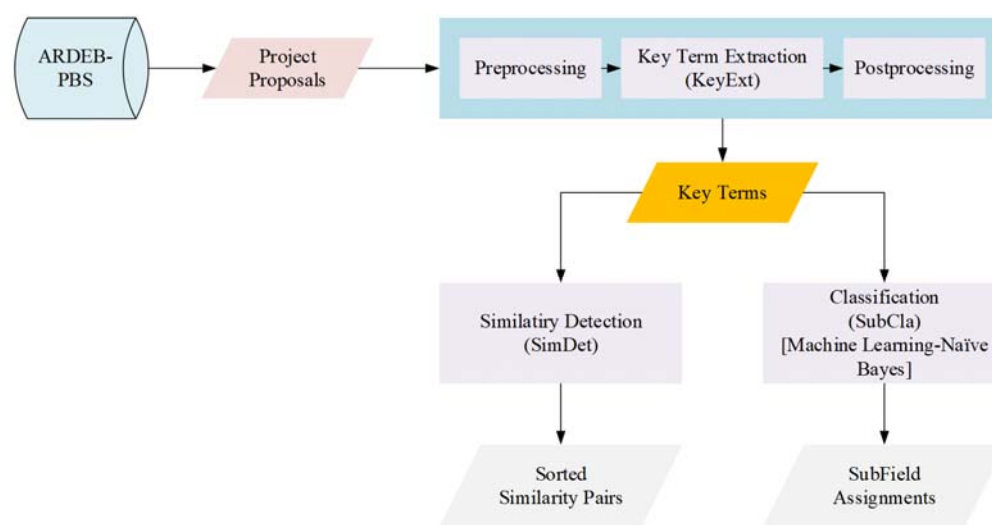 ARDEB-
PBS
Project
Proposals
Preprocessing
Key Term Extraction
(KeyExt)
Postprocessing
Key Terms
Similatiry Detection
(SimDet)
Classification
(SubCla)
[Machine Learning-Naïve
Bayes]
Sorted
Similarity Pairs
SubField
Assignments